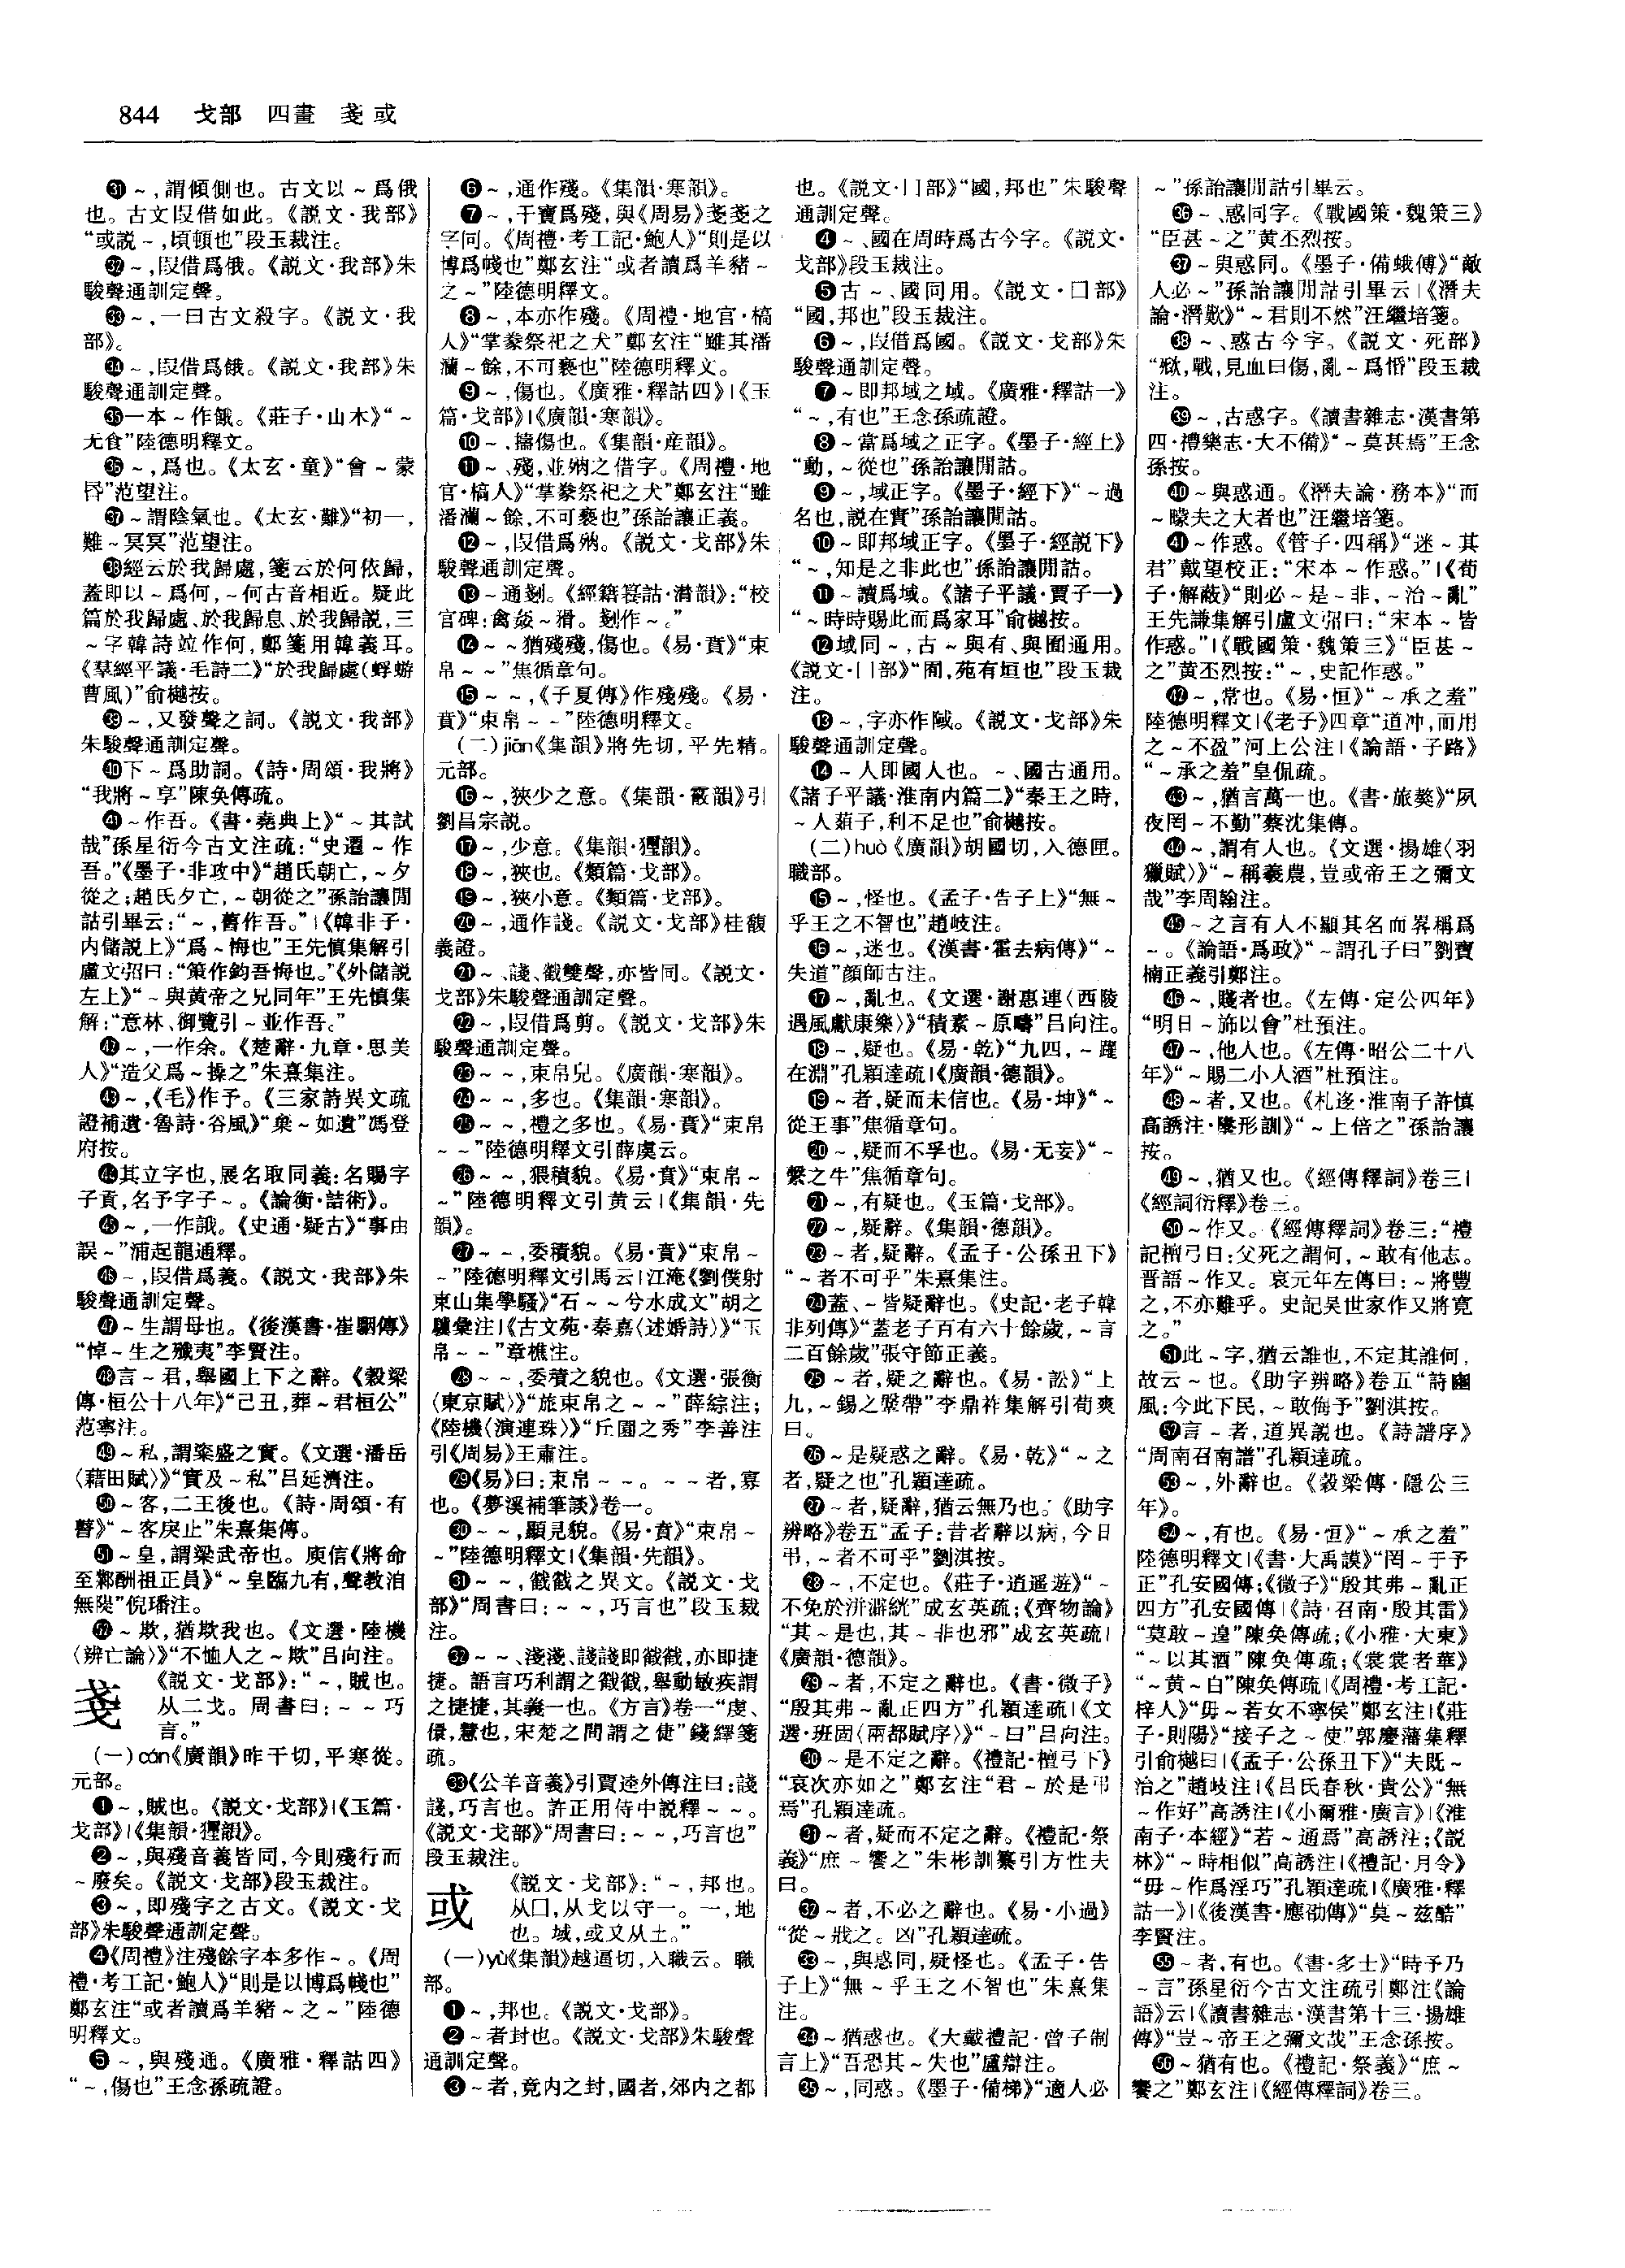 844 戈部 四畫 戔或
㉛～,謂傾側也。古文以～爲俄
也。古文叚借如此。《説文·我部》
“或説～,頃頓也”段玉裁注。
㉜～,叚借爲俄。《説文·我部》朱
駿聲通訓定聲。
㉝～,一曰古文殺字。《説文·我
部》。
㉞～,叚借爲餓。《説文·我部》朱
駿聲通訓定聲。
㉟一本～作餓。《莊子·山木》“～
无食”陸德明釋文。
㊱～,爲也。《太玄·童》“會～蒙
昏”范望注。
㊲～謂陰氣也。《太玄·難》“初一,
難～冥冥”范望注。
㊳經云於我歸處,箋云於何依歸,
蓋即以～爲何,～何古音相近。疑此
篇於我歸處、於我歸息、於我歸説,三
～字韓詩竝作何,鄭箋用韓義耳。
《羣經平議·毛詩二》“於我歸處(蜉蝣
曹風)”俞樾按。
㊴～,又發聲之詞。《説文·我部》
朱駿聲通訓定聲。
㊵下～爲助詞。《詩·周頌·我將》
“我將～享”陳奂傳疏。
㊶～作吾。《書·堯典上》“～其試
哉”孫星衍今古文注疏:“史遷～作
吾。”《墨子·非攻中》“趙氏朝亡,～夕
從之;趙氏夕亡,～朝從之”孫詒讓閒
詁引畢云:“～,舊作吾。”|《韓非子·
内儲説上》“爲～悔也”王先慎集解引
盧文弨曰:“策作鈞吾悔也。”《外儲説
左上》“～與黄帝之兄同年”王先慎集
解:“意林、御覽引～並作吾。”
㊷～,一作余。《楚辭·九章·思美
人》“造父爲～操之”朱熹集注。
㊸～,《毛》作予。《三家詩異文疏
證補遺·魯詩·谷風》“棄～如遺”馮登
府按。
㊹其立字也,展名取同義:名賜字
子貢,名予字子～。《論衡·詰術》。
㊺～,一作誐。《史通·疑古》“事由
誤～”浦起龍通釋。
㊻～,叚借爲義。《説文·我部》朱
駿聲通訓定聲。
㊼～生謂母也。《後漢書·崔駰傳》
“悼～生之殲夷”李賢注。
㊽言～君,舉國上下之辭。《穀梁
傳·桓公十八年》“己丑,葬～君桓公”
范寧注。
㊾～私,謂粢盛之實。《文選·潘岳
〈藉田賦〉》“實及～私”吕延濟注。
㊿～客,二王後也。《詩·周頌·有
瞽》“～客戾止”朱熹集傳。
51～皇,謂梁武帝也。庾信《將命
至鄴酬祖正員》“～皇臨九有,聲教洎
無隄”倪璠注。
52～欺,猶欺我也。《文選·陸機
〈辨亡論〉》“不恤人之～欺”吕向注。
戔 《説文·戈部》:“～,賊也。
从二戈。周書曰:～～巧
言。”
(一)cán《廣韻》昨干切,平寒從。
元部。
❶～,賊也。《説文·戈部》|《玉篇·
戈部》|《集韻·𤣗韻》。
❷～,與殘音義皆同,今則殘行而
～廢矣。《説文·戈部》段玉裁注。
❸～,即殘字之古文。《説文·戈
部》朱駿聲通訓定聲。
❹《周禮》注殘餘字本多作～。《周
禮·考工記·鮑人》“則是以博爲帴也”
鄭玄注“或者讀爲羊豬～之～”陸德
明釋文。
❺～,與殘通。《廣雅·釋詁四》
“～,傷也”王念孫疏證。
❻～,通作殘。《集韻·寒韻》。
❼～,干寶爲殘,與《周易》戔戔之
字同。《周禮·考工記·鮑人》“則是以
博爲帴也”鄭玄注“或者讀爲羊豬～
之～”陸德明釋文。
❽～,本亦作殘。《周禮·地官·槁
人》“掌豢祭祀之犬”鄭玄注“雖其潘
灡～餘,不可褻也”陸德明釋文。
❾～,傷也。《廣雅·釋詁四》|《玉
篇·戈部》|《廣韻·寒韻》。
❿～,擣傷也。《集韻·産韻》。
⓫～、殘,並𣦼之借字。《周禮·地
官·槁人》“掌豢祭祀之犬”鄭玄注“雖
潘灡～餘,不可褻也”孫詒讓正義。
⓬～,叚借爲𣦼。《説文·戈部》朱
駿聲通訓定聲。
⓭～通剗。《經籍籑詁·潸韻》:“校
官碑:禽姦～猾。剗作～。”
⓮～～猶殘殘,傷也。《易·賁》“束
帛～～”焦循章句。
⓯～～,《子夏傳》作殘殘。《易·
賁》“束帛～～”陸德明釋文。
(二)jiān《集韻》將先切,平先精。
元部。
⓰～,狹少之意。《集韻·霰韻》引
劉昌宗説。
⓱～,少意。《集韻·𤣗韻》。
⓲～,狹也。《類篇·戈部》。
⓳～,狹小意。《類篇·戈部》。
⓴～,通作諓。《説文·戈部》桂馥
義證。
㉑～、諓、戳雙聲,亦皆同。《説文·
戈部》朱駿聲通訓定聲。
㉒～,叚借爲剪。《説文·戈部》朱
駿聲通訓定聲。
㉓～～,束帛皃。《廣韻·寒韻》。
㉔～～,多也。《集韻·寒韻》。
㉕～～,禮之多也。《易·賁》“束帛
～～”陸德明釋文引薛虞云。
㉖～～,猥積貌。《易·賁》“束帛～
～”陸德明釋文引黄云|《集韻·先
韻》。
㉗～～,委積貌。《易·賁》“束帛～
～”陸德明釋文引馬云|江淹《劉僕射
東山集學騷》“石～～兮水成文”胡之
驥彙注|《古文苑·秦嘉〈述婚詩〉》“玉
帛～～”章樵注。
㉘～～,委積之貌也。《文選·張衡
〈東京賦〉》“旅束帛之～～”薛綜注;
《陸機〈演連珠〉》“丘園之秀”李善注
引《周易》王肅注。
㉙《易》曰:束帛～～。～～者,寡
也。《夢溪補筆談》卷一。
㉚～～,顯見貌。《易·賁》“束帛～
～”陸德明釋文|《集韻·先韻》。
㉛～～,戩戩之異文。《説文·戈
部》“周書曰:～～,巧言也”段玉裁
注。
㉜～～、淺淺、諓諓即戩戩,亦即捷
捷。語言巧利謂之戩戩,舉動敏疾謂
之捷捷,其義一也。《方言》卷一“虔、
儇,慧也,宋楚之間謂之倢”錢繹箋
疏。
㉝《公羊音義》引賈逵外傳注曰:諓
諓,巧言也。許正用侍中説釋～～。
《説文·戈部》“周書曰:～～,巧言也”
段玉裁注。
或 《説文·戈部》:“～,邦也。
从囗,从戈以守一。一,地
也。域,或又从土。”
(一)yù《集韻》越逼切,入職云。職
部。
❶～,邦也。《説文·戈部》。
❷～者封也。《説文·戈部》朱駿聲
通訓定聲。
❸～者,竟内之封,國者,郊内之都
也。《説文·囗部》“國,邦也”朱駿聲
通訓定聲。
❹～、國在周時爲古今字。《説文·
戈部》段玉裁注。
❺古～、國同用。《説文·囗部》
“國,邦也”段玉裁注。
❻～,叚借爲國。《説文·戈部》朱
駿聲通訓定聲。
❼～即邦域之域。《廣雅·釋詁一》
“～,有也”王念孫疏證。
❽～當爲域之正字。《墨子·經上》
“動,～從也”孫詒讓閒詁。
❾～,域正字。《墨子·經下》“～過
名也,説在實”孫詒讓閒詁。
❿～即邦域正字。《墨子·經説下》
“～,知是之非此也”孫詒讓閒詁。
⓫～讀爲域。《諸子平議·賈子一》
“～時時賜此而爲家耳”俞樾按。
⓬域同～,古～與有、與囿通用。
《説文·囗部》“囿,苑有垣也”段玉裁
注。
⓭～,字亦作䧕。《説文·戈部》朱
駿聲通訓定聲。
⓮～人即國人也。～、國古通用。
《諸子平議·淮南内篇二》“秦王之時,
～人葅子,利不足也”俞樾按。
(二)huò《廣韻》胡國切,入德匣。
職部。
⓯～,怪也。《孟子·告子上》“無～
乎王之不智也”趙岐注。
⓰～,迷也。《漢書·霍去病傳》“～
失道”顔師古注。
⓱～,亂也。《文選·謝惠連〈西陵
遇風獻康樂〉》“積素～原疇”吕向注。
⓲～,疑也。《易·乾》“九四,～躍
在淵”孔穎達疏|《廣韻·德韻》。
⓳～者,疑而未信也。《易·坤》“～
從王事”焦循章句。
⓴～,疑而不孚也。《易·无妄》“～
繫之牛”焦循章句。
㉑～,有疑也。《玉篇·戈部》。
㉒～,疑辭。《集韻·德韻》。
㉓～者,疑辭。《孟子·公孫丑下》
“～者不可乎”朱熹集注。
㉔蓋、～皆疑辭也。《史記·老子韓
非列傳》“蓋老子百有六十餘歲,～言
二百餘歲”張守節正義。
㉕～者,疑之辭也。《易·訟》“上
九,～錫之鞶帶”李鼎祚集解引荀爽
曰。
㉖～是疑惑之辭。《易·乾》“～之
者,疑之也”孔穎達疏。
㉗～者,疑辭,猶云無乃也。《助字
辨略》卷五“孟子:昔者辭以病,今日
弔,～者不可乎”劉淇按。
㉘～,不定也。《莊子·逍遥遊》“～
不免於洴澼絖”成玄英疏;《齊物論》
“其～是也,其～非也邪”成玄英疏|
《廣韻·德韻》。
㉙～者,不定之辭也。《書·微子》
“殷其弗～亂正四方”孔穎達疏|《文
選·班固〈兩都賦序〉》“～曰”吕向注。
㉚～是不定之辭。《禮記·檀弓下》
“哀次亦如之”鄭玄注“君～於是弔
焉”孔穎達疏。
㉛～者,疑而不定之辭。《禮記·祭
義》“庶～饗之”朱彬訓纂引方性夫
曰。
㉜～者,不必之辭也。《易·小過》
“從～戕之。凶”孔穎達疏。
㉝～,與惑同,疑怪也。《孟子·告
子上》“無～乎王之不智也”朱熹集
注。
㉞～猶惑也。《大戴禮記·曾子制
言上》“吾恐其～失也”盧辯注。
㉟～,同惑。《墨子·備梯》“適人必
～”孫詒讓閒詁引畢云。
㊱～、惑同字。《戰國策·魏策三》
“臣甚～之”黄丕烈按。
㊲～與惑同。《墨子·備蛾傅》“敵
人必～”孫詒讓閒詁引畢云|《潛夫
論·潛歎》“～君則不然”汪繼培箋。
㊳～、惑古今字。《説文·死部》
“㱲,戰,見血曰傷,亂～爲惛”段玉裁
注。
㊴～,古惑字。《讀書雜志·漢書第
四·禮樂志·大不備》“～莫甚焉”王念
孫按。
㊵～與惑通。《潛夫論·務本》“而
～矇夫之大者也”汪繼培箋。
㊶～作惑。《管子·四稱》“迷～其
君”戴望校正:“宋本～作惑。”|《荀
子·解蔽》“則必～是～非,～治～亂”
王先謙集解引盧文弨曰:“宋本～皆
作惑。”|《戰國策·魏策三》“臣甚～
之”黄丕烈按:“～,史記作惑。”
㊷～,常也。《易·恒》“～承之羞”
陸德明釋文|《老子》四章“道沖,而用
之～不盈”河上公注|《論語·子路》
“～承之羞”皇侃疏。
㊸～,猶言萬一也。《書·旅獒》“夙
夜罔～不勤”蔡沈集傳。
㊹～,謂有人也。《文選·揚雄〈羽
獵賦〉》“～稱羲農,豈或帝王之彌文
哉”李周翰注。
㊺～之言有人不顯其名而畧稱爲
～。《論語·爲政》“～謂孔子曰”劉寶
楠正義引鄭注。
㊻～,賤者也。《左傳·定公四年》
“明日～旆以會”杜預注。
㊼～,他人也。《左傳·昭公二十八
年》“～賜二小人酒”杜預注。
㊽～者,又也。《札迻·淮南子許慎
高誘注·墬形訓》“～上倍之”孫詒讓
按。
㊾～,猶又也。《經傳釋詞》卷三|
《經詞衍釋》卷三。
㊿～作又。《經傳釋詞》卷三:“禮
記檀弓曰:父死之謂何,～敢有他志。
晋語～作又。哀元年左傳曰:～將豐
之,不亦難乎。史記吴世家作又將寬
之。”
51此～字,猶云誰也,不定其誰何,
故云～也。《助字辨略》卷五“詩豳
風:今此下民,～敢侮予”劉淇按。
52言～者,道異説也。《詩譜序》
“周南召南譜”孔穎達疏。
53～,外辭也。《穀梁傳·隱公三
年》。
54～,有也。《易·恒》“～承之羞”
陸德明釋文|《書·大禹謨》“罔～于予
正”孔安國傳;《微子》“殷其弗～亂正
四方”孔安國傳|《詩·召南·殷其雷》
“莫敢～遑”陳奂傳疏;《小雅·大東》
“～以其酒”陳奂傳疏;《裳裳者華》
“～黄～白”陳奂傳疏|《周禮·考工記·
梓人》“毋～若女不寧侯”鄭玄注|《莊
子·則陽》“接子之～使”郭慶藩集釋
引俞樾曰|《孟子·公孫丑下》“夫既～
治之”趙岐注|《吕氏春秋·貴公》“無
～作好”高誘注|《小爾雅·廣言》|《淮
南子·本經》“若～通焉”高誘注;《説
林》“～時相似”高誘注|《禮記·月令》
“毋～作爲淫巧”孔穎達疏|《廣雅·釋
詁一》|《後漢書·應劭傳》“莫～兹酷”
李賢注。
55～者,有也。《書·多士》“時予乃
～言”孫星衍今古文注疏引鄭注《論
語》云|《讀書雜志·漢書第十三·揚雄
傳》“豈～帝王之彌文哉”王念孫按。
56～猶有也。《禮記·祭義》“庶～
饗之”鄭玄注|《經傳釋詞》卷三。